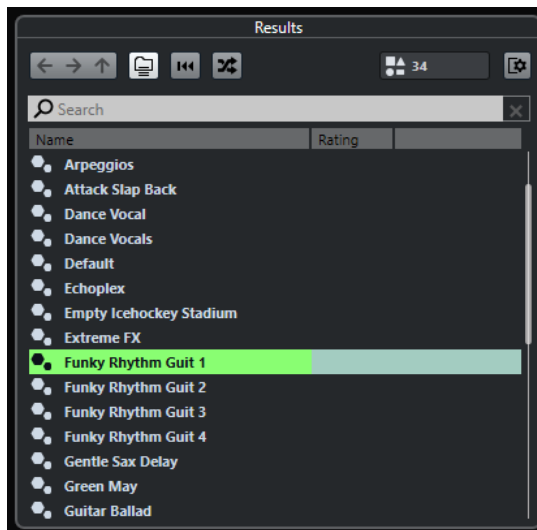 Results
34
Search
Name Rating
Arpeggios
Attack Slap Back
Dance Vocal
Dance Vocals
Default
Echoplex
Empty Icehockey Stadium
Extreme FX
Funky Rhythm Guit 1
Funky Rhythm Guit 2
Funky Rhythm Guit 3
Funky Rhythm Guit 4
Gentle Sax Delay
Green May
Guitar Ballad